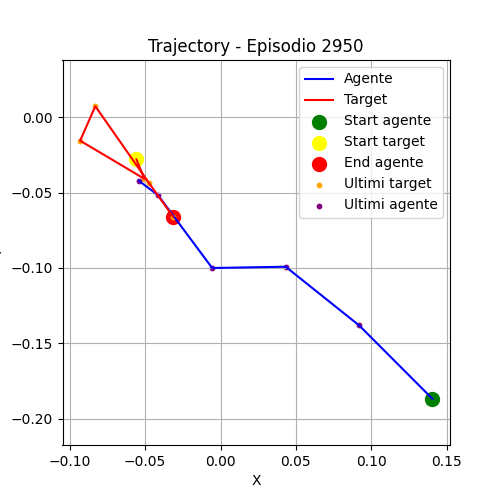 Trajectory - Episodio 2950
Agente
Target
Start agente
Start target
End agente
Ultimi target
Ultimi agente
0.00
−0.05
−0.10
−0.15
−0.20
−0.10
−0.05
0.00
0.05
0.10
0.15
X